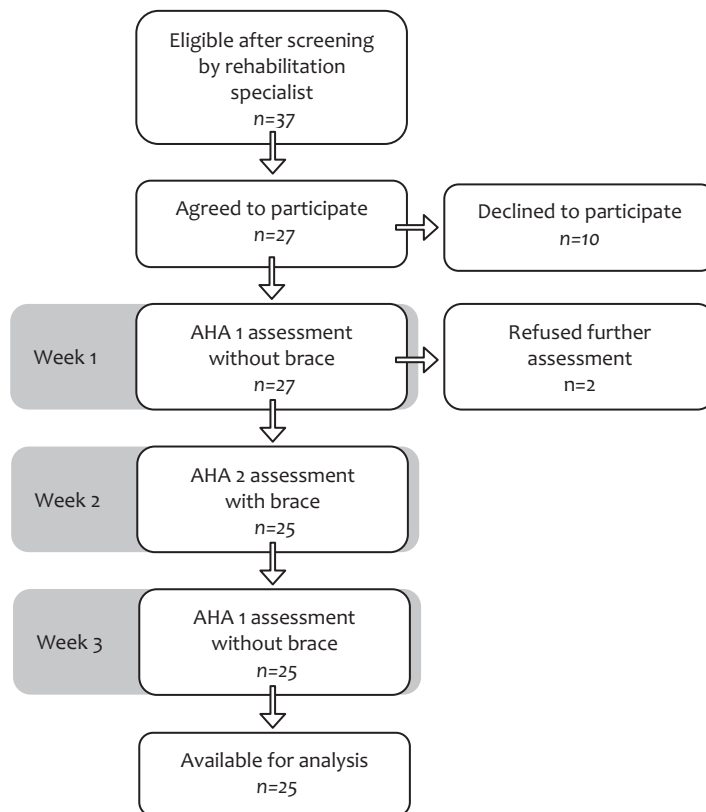 Eligible after screening
by rehabilitation
specialist
n=37
Agreed to participate
n=27
Declined to participate
n=10
Week 1
AHA 1 assessment
without brace
n=27
Refused further
assessment
n=2
Week 2
AHA 2 assessment
with brace
n=25
Week 3
AHA 1 assessment
without brace
n=25
Available for analysis
n=25